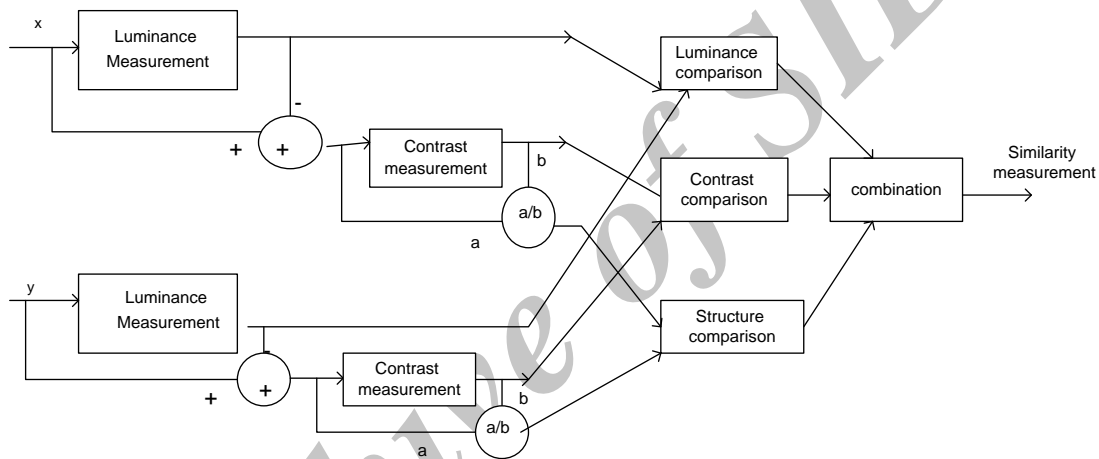 x
Luminance
Measurement
-
+
+
Contrast
measurement
b
a/b
a
Luminance
comparison
Contrast
comparison
combination
Similarity
measurement
y
Luminance
Measurement
-
+
+
Contrast
measurement
b
a/b
a
Structure
comparison